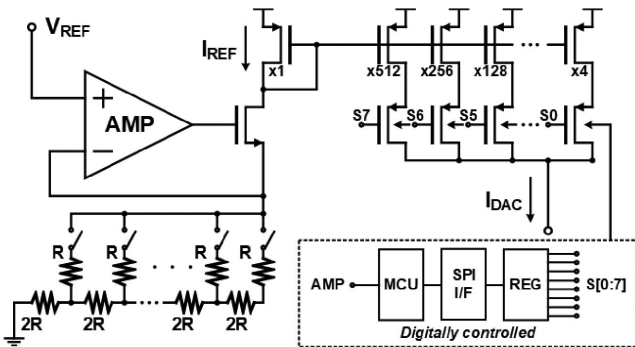 V_REF
I_REF
x1
x512
x256
x128
...
x4
+
AMP
−
S7
S6
S5
...
S0
I_DAC
R
R
. . .
R
R
2R
2R
...
2R
2R
AMP
MCU
SPI
I/F
REG
S[0:7]
Digitally controlled